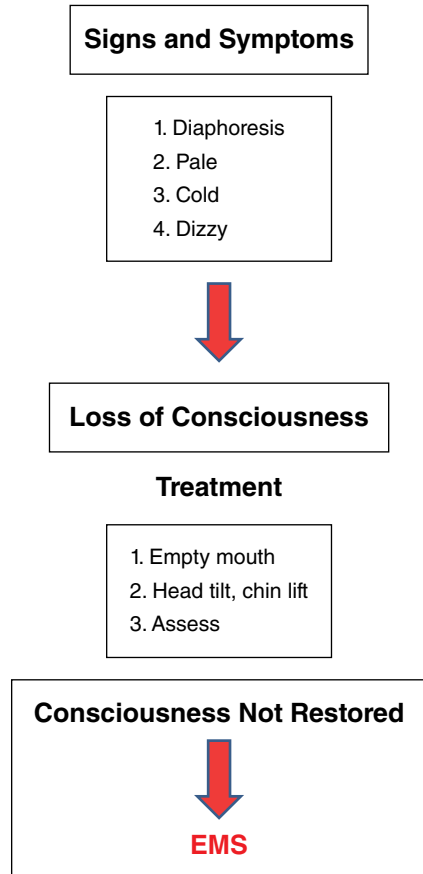 Signs and Symptoms
1. Diaphoresis
2. Pale
3. Cold
4. Dizzy
Loss of Consciousness
Treatment
1. Empty mouth
2. Head tilt, chin lift
3. Assess
Consciousness Not Restored
EMS